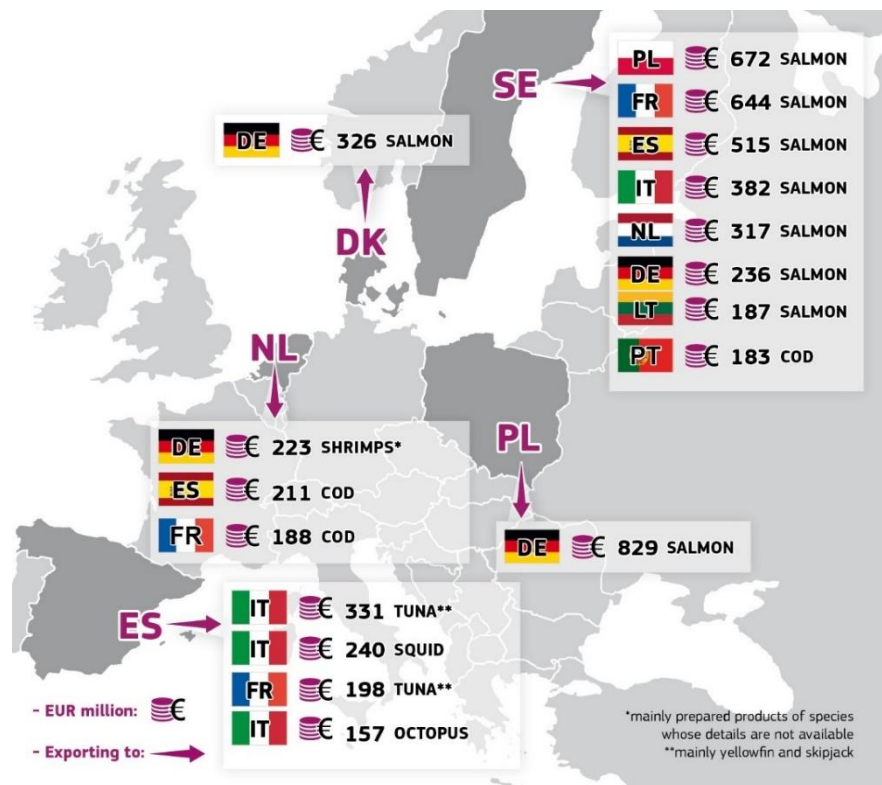 SE
PL € 672 SALMON
FR € 644 SALMON
ES € 515 SALMON
IT € 382 SALMON
NL € 317 SALMON
DE € 236 SALMON
LT € 187 SALMON
PT € 183 COD
DE € 326 SALMON
DK
NL
DE € 223 SHRIMPS*
ES € 211 COD
FR € 188 COD
PL
DE € 829 SALMON
ES
IT € 331 TUNA**
IT € 240 SQUID
FR € 198 TUNA**
IT € 157 OCTOPUS
- EUR million: €
- Exporting to:
*mainly prepared products of species
whose details are not available
**mainly yellowfin and skipjack